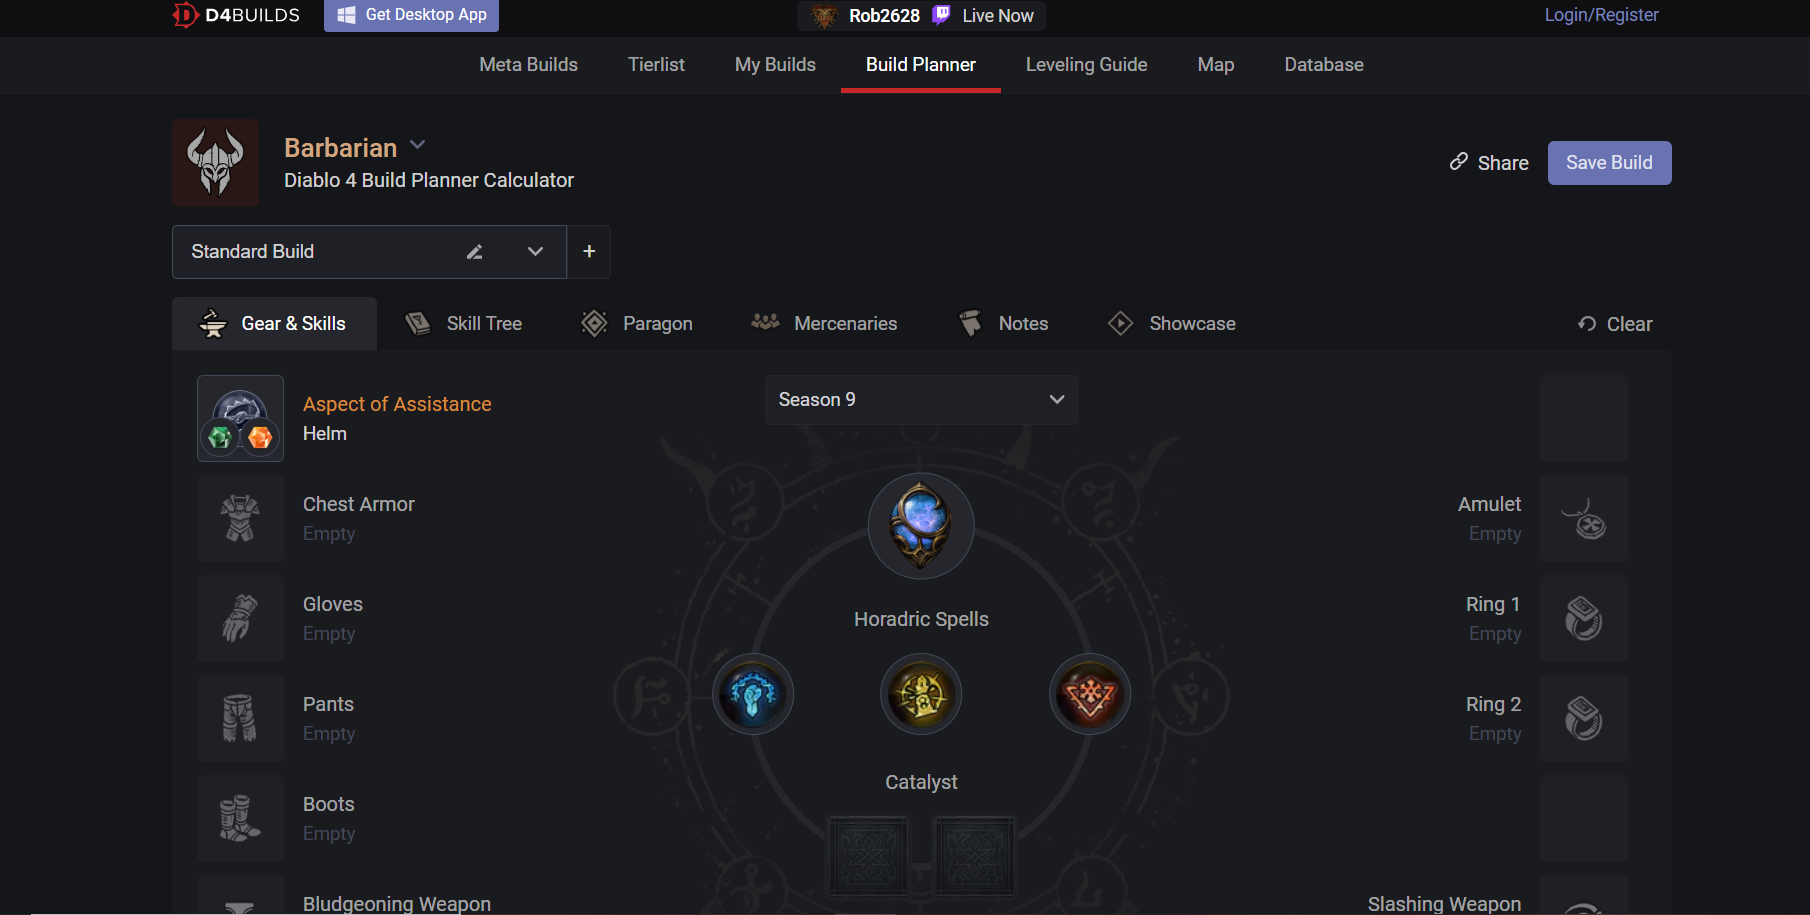 D4BUILDS
Get Desktop App
Rob2628 Live Now
Login/Register
Meta Builds
Tierlist
My Builds
Build Planner
Leveling Guide
Map
Database
Barbarian
Diablo 4 Build Planner Calculator
Share
Save Build
Standard Build
+
Gear & Skills
Skill Tree
Paragon
Mercenaries
Notes
Showcase
Clear
Aspect of Assistance
Helm
Season 9
Chest Armor
Empty
Amulet
Empty
Gloves
Empty
Horadric Spells
Ring 1
Empty
Pants
Empty
Ring 2
Empty
Catalyst
Boots
Empty
Bludgeoning Weapon
Slashing Weapon